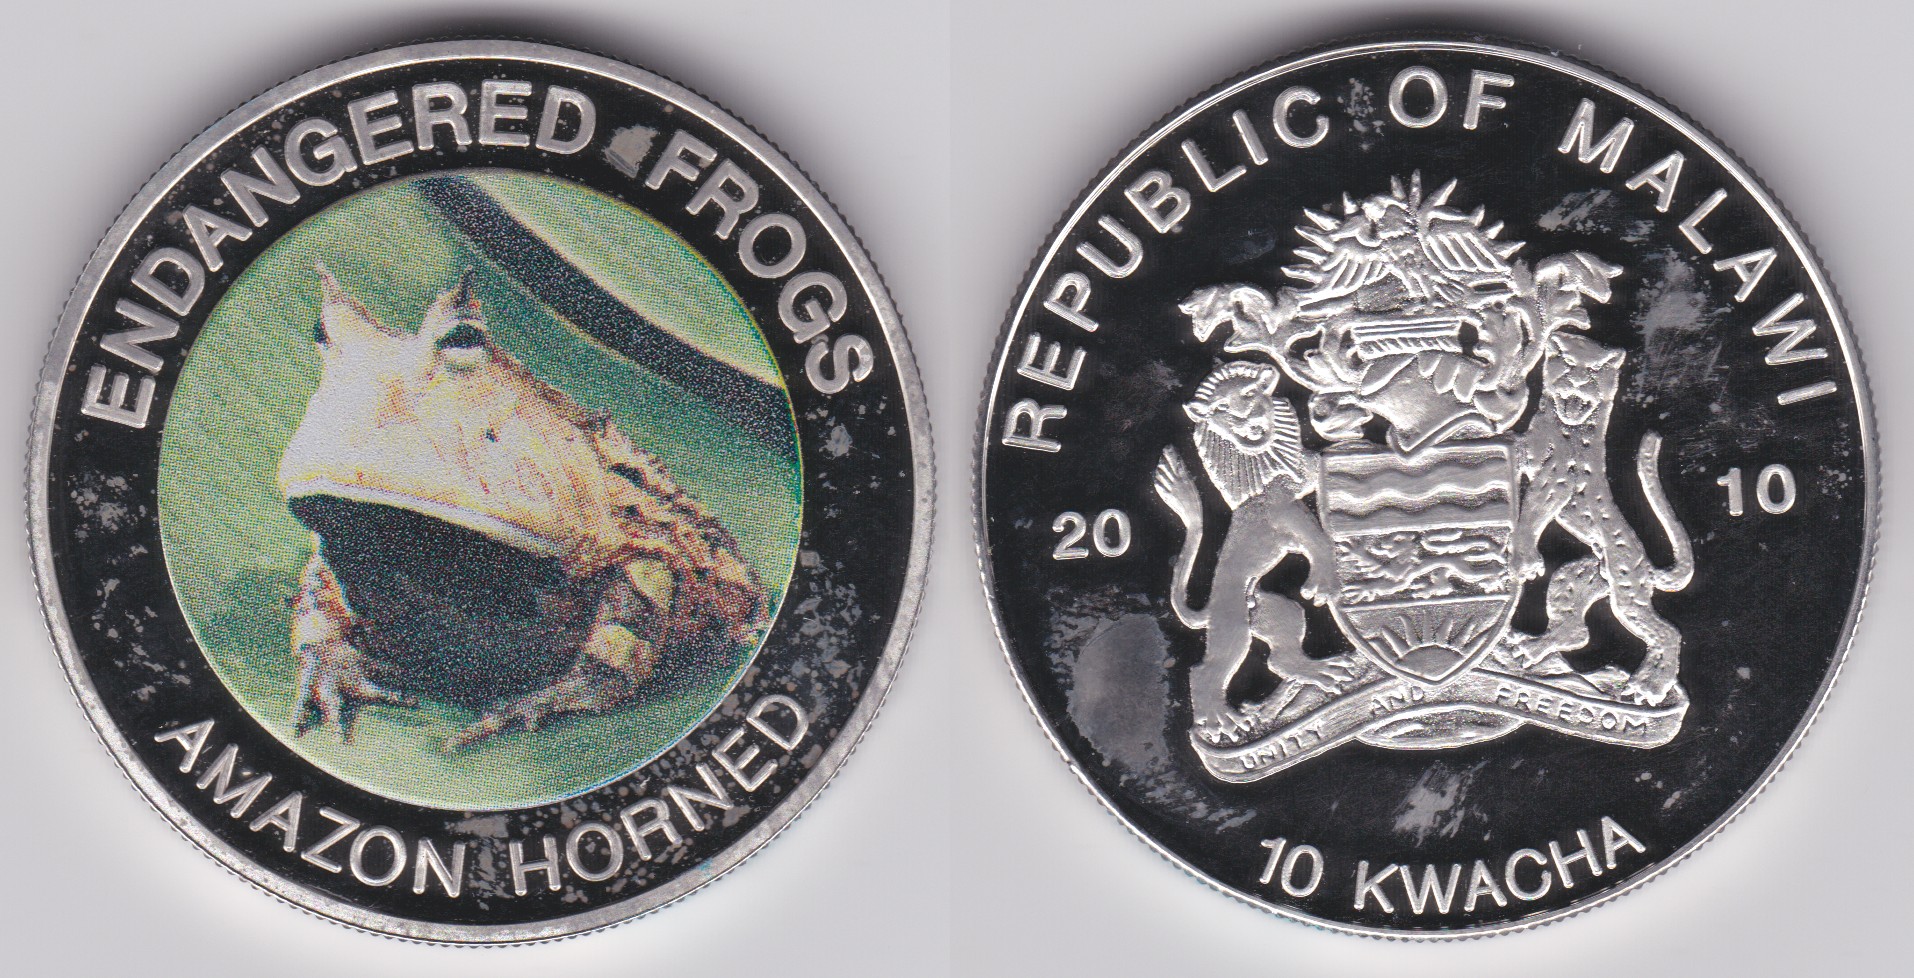 ENDANGERED FROGS
AMAZON HORNED
REPUBLIC OF MALAWI
20 10
UNITY AND FREEDOM
10 KWACHA